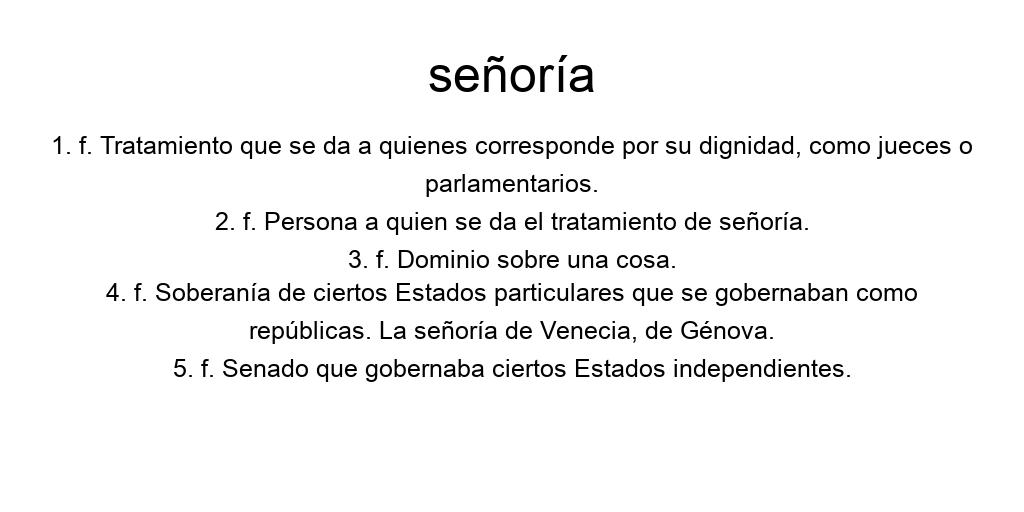 señoría
1. f. Tratamiento que se da a quienes corresponde por su dignidad, como jueces o
parlamentarios.
2. f. Persona a quien se da el tratamiento de señoría.
3. f. Dominio sobre una cosa.
4. f. Soberanía de ciertos Estados particulares que se gobernaban como
repúblicas. La señoría de Venecia, de Génova.
5. f. Senado que gobernaba ciertos Estados independientes.